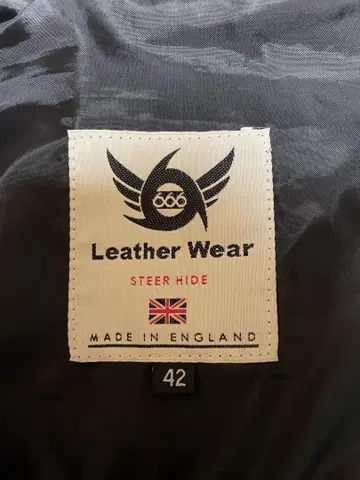 666
Leather Wear
STEER HIDE
MADE IN ENGLAND
42